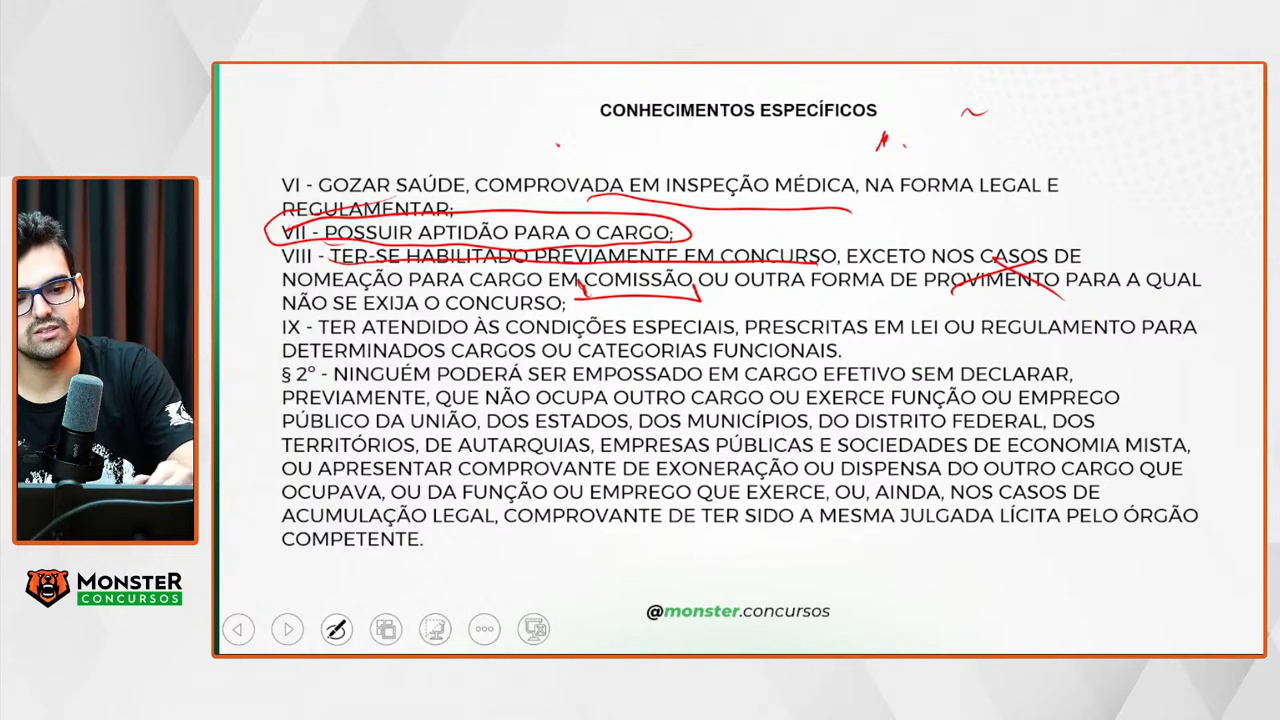 CONHECIMENTOS ESPECÍFICOS
VI - GOZAR SAÚDE, COMPROVADA EM INSPEÇÃO MÉDICA, NA FORMA LEGAL E
REGULAMENTAR;
VII - POSSUIR APTIDÃO PARA O CARGO;
VIII - TER-SE HABILITADO PREVIAMENTE EM CONCURSO, EXCETO NOS CASOS DE
NOMEAÇÃO PARA CARGO EM COMISSÃO OU OUTRA FORMA DE PROVIMENTO PARA A QUAL
NÃO SE EXIJA O CONCURSO;
IX - TER ATENDIDO ÀS CONDIÇÕES ESPECIAIS, PRESCRITAS EM LEI OU REGULAMENTO PARA
DETERMINADOS CARGOS OU CATEGORIAS FUNCIONAIS.
§ 2º - NINGUÉM PODERÁ SER EMPOSSADO EM CARGO EFETIVO SEM DECLARAR,
PREVIAMENTE, QUE NÃO OCUPA OUTRO CARGO OU EXERCE FUNÇÃO OU EMPREGO
PÚBLICO DA UNIÃO, DOS ESTADOS, DOS MUNICÍPIOS, DO DISTRITO FEDERAL, DOS
TERRITÓRIOS, DE AUTARQUIAS, EMPRESAS PÚBLICAS E SOCIEDADES DE ECONOMIA MISTA,
OU APRESENTAR COMPROVANTE DE EXONERAÇÃO OU DISPENSA DO OUTRO CARGO QUE
OCUPAVA, OU DA FUNÇÃO OU EMPREGO QUE EXERCE, OU, AINDA, NOS CASOS DE
ACUMULAÇÃO LEGAL, COMPROVANTE DE TER SIDO A MESMA JULGADA LÍCITA PELO ÓRGÃO
COMPETENTE.
MONSTER
CONCURSOS
@monster.concursos